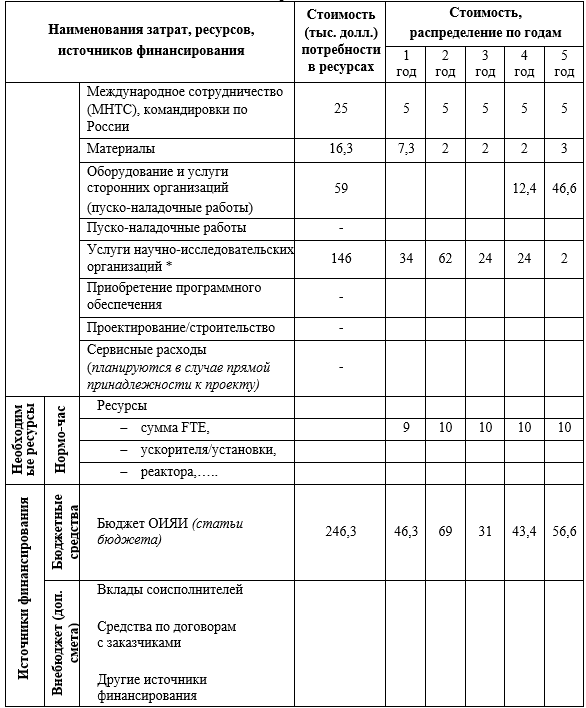 Наименования затрат, ресурсов,
источников финансирования
Стоимость
(тыс. долл.)
потребности
в ресурсах
Стоимость,
распределение по годам
1
год
2
год
3
год
4
год
5
год
Международное сотрудничество
(МНТС), командировки по
России
25 5 5 5 5 5
Материалы 16,3 7,3 2 2 2 3
Оборудование и услуги
сторонних организаций
(пуско-наладочные работы)
59 12,4 46,6
Пуско-наладочные работы -
Услуги научно-исследовательских
организаций *
146 34 62 24 24 2
Приобретение программного
обеспечения
-
Проектирование/строительство -
Сервисные расходы
(планируются в случае прямой
принадлежности к проекту)
-
Необходим
ые ресурсы
Нормо-час
Ресурсы
– сумма FTE, 9 10 10 10 10
– ускорителя/установки,
– реактора,…..
Источники финансирования
Бюджетные
средства
Бюджет ОИЯИ (статьи
бюджета)
246,3 46,3 69 31 43,4 56,6
Внебюджет (доп.
смета)
Вклады соисполнителей
Средства по договорам
с заказчиками
Другие источники
финансирования